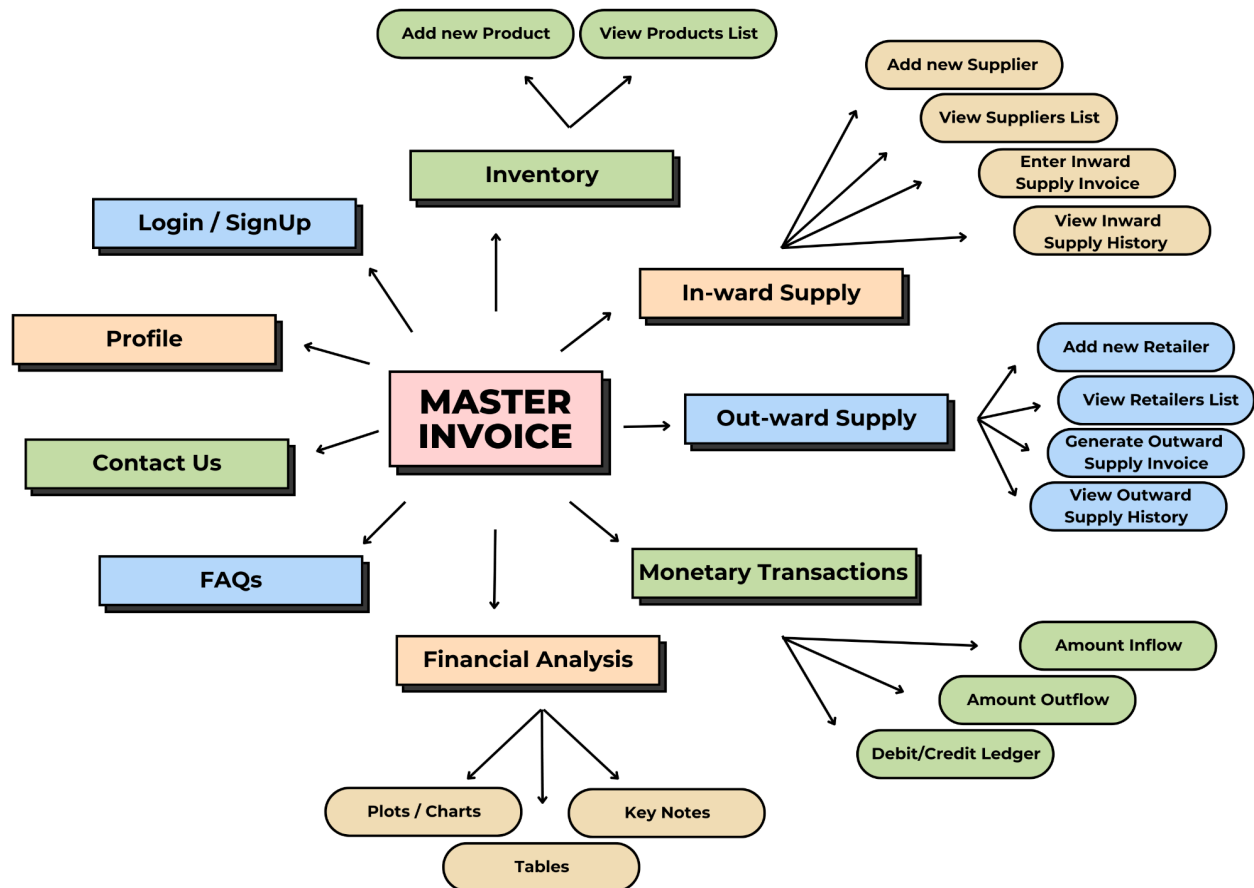 Add new Product
View Products List
Add new Supplier
View Suppliers List
Enter Inward
Supply Invoice
View Inward
Supply History
Inventory
Login / SignUp
In-ward Supply
Profile
Add new Retailer
View Retailers List
Generate Outward
Supply Invoice
View Outward
Supply History
MASTER
INVOICE
Out-ward Supply
Contact Us
FAQs
Monetary Transactions
Financial Analysis
Amount Inflow
Amount Outflow
Debit/Credit Ledger
Plots / Charts
Key Notes
Tables